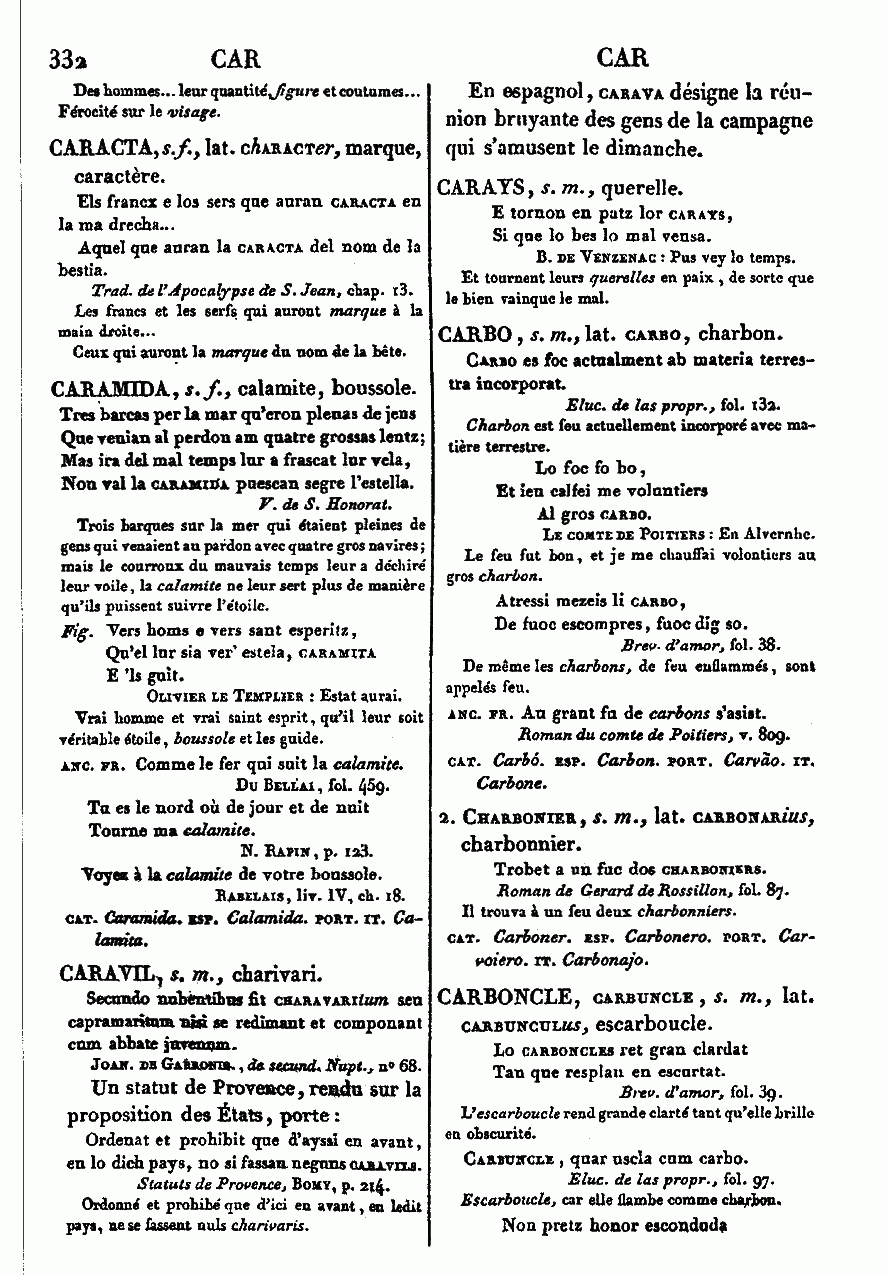 332 CAR
Des hommes... leur quantité figure et coutumes...
Férocité sur le visage.
CARACTA, s. f., lat. chARACTer, marque,
caractère.
Els francx e los sers que auran CARACTA en
la ma drecha...
Aquel que auran la CARACTA del nom de la
bestia.
Trad. de l'Apocalypse de S. Jean, chap. 13.
Les francs et les serfs qui auront marque à la
main droite...
Ceux qui auront la marque du nom de la bête.
CARAMIDA, s. f., calamite, boussole.
Tres barcas per la mar qu'eron plenas de jens
Que venian al perdon am quatre grossas lentz;
Mas ira del mal temps lur a frascat lur vela,
Non val la CARAMIDA puescan segre l'estella.
V. de S. Honorat.
Trois barques sur la mer qui étaient pleines de
gens qui venaient au pardon avec quatre gros navires;
mais le courroux du mauvais temps leur a déchiré
leur voile, la calamite ne leur sert plus de manière
qu'ils puissent suivre l'étoile.
Fig. Vers homs e vers sant esperitz,
Qu'el lur sia ver' estela, CARAMITA
E 'ls guit.
OLIVIER LE TEMPLIER : Estat aurai.
Vrai homme et vrai saint esprit, qu'il leur soit
véritable étoile, boussole et les guide.
ANC. FR. Comme le fer qui suit la calamite.
DU BELLAI, fol. 459.
Tu es le nord où de jour et de nuit
Tourne ma calamite.
N. RAPIN, p. 123.
Voyez à la calamite de votre boussole.
RABELAIS, liv. IV, ch. 18.
CAT. Caramida. ESP. Calamida. PORT. IT. Ca-
lamita.
CARAVIL, s. m., charivari.
Secundo nubentibus fit CHARAVARItum seu
capramaritum nisi se redimant et componant
cum abbate juvenum.
JOAN. DE GARRONIB., de secund. Nupt., n° 68.
Un statut de Provence, rendu sur la
proposition des États, porte :
Ordenat et prohibit que d'ayssi en avant,
en lo dich pays, no si fassan neguns CARAVILS.
Statuts de Provence, BOMY, p. 214.
Ordonné et prohibé que d'ici en avant, en ledit
pays, ne se fassent nuls charivaris.
CAR
En espagnol, CARAVA désigne la réu-
nion bruyante des gens de la campagne
qui s'amusent le dimanche.
CARAYS, s. m., querelle.
E tornon en patz lor CARAYS,
Si que lo bes lo mal vensa.
B. DE VENZENAC : Pus vey lo temps.
Et tournent leurs querelles en paix, de sorte que
le bien vainque le mal.
CARBO, s. m., lat. CARBO, charbon.
CARBO es foc actualment ab materia terres-
tra incorporat.
Eluc. de las propr., fol. 132.
Charbon est feu actuellement incorporé avec ma-
tière terrestre.
Lo foc fo bo,
Et ieu calfei me volontiers
Al gros CARBO.
LE COMTE DE POITIERS : En Alvernhe.
Le feu fut bon, et je me chauffai volontiers au
gros charbon.
Atressi mezeis li CARBO,
De fuoc escompres, fuoc dig so.
Brev. d'amor, fol. 38.
De même les charbons, de feu enflammés, sont
appelés feu.
ANC. FR. Au grant fu de carbons s'asist.
Roman du comte de Poitiers, v. 809.
CAT. Carbó. ESP. Carbon. PORT. Carvão. IT.
Carbone.
2. CHARBONIER, s. m., lat. CARBONARius,
charbonnier.
Trobet a un fuc dos CHARBONIERS.
Roman de Gerard de Rossillon, fol. 87.
Il trouva à un feu deux charbonniers.
CAT. Carboner. ESP. Carbonero. PORT. Car-
voiero. IT. Carbonajo.
CARBONCLE, CARBUNCLE, s. m., lat.
CARBUNCULus, escarboucle.
Lo CARBONCLES ret gran clardat
Tan que resplan en escurtat.
Brev. d'amor, fol. 39.
L'escarboucle rend grande clarté tant qu'elle brille
en obscurité.
CARBUNCLE, quar uscla cum carbo.
Eluc. de las propr., fol. 97.
Escarboucle, car elle flambe comme charbon.
Non pretz honor esconduda